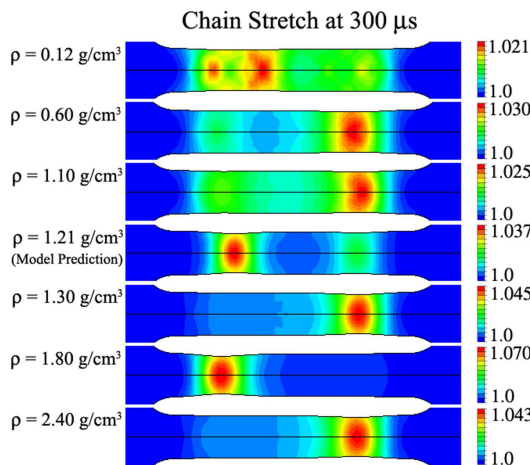 Chain Stretch at 300 μs
ρ = 0.12 g/cm³
1.021
1.0
ρ = 0.60 g/cm³
1.030
1.0
ρ = 1.10 g/cm³
1.025
1.0
ρ = 1.21 g/cm³
(Model Prediction)
1.037
1.0
ρ = 1.30 g/cm³
1.045
1.0
ρ = 1.80 g/cm³
1.070
1.0
ρ = 2.40 g/cm³
1.043
1.0